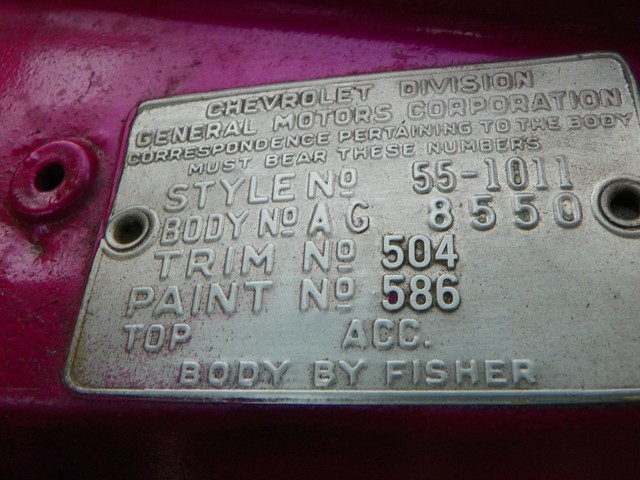 CHEVROLET DIVISION
GENERAL MOTORS CORPORATION
CORRESPONDENCE PERTAINING TO THE BODY
MUST BEAR THESE NUMBERS
STYLE No 55-1011
BODY No A G 8550
TRIM No 504
PAINT No 586
TOP ACC.
BODY BY FISHER